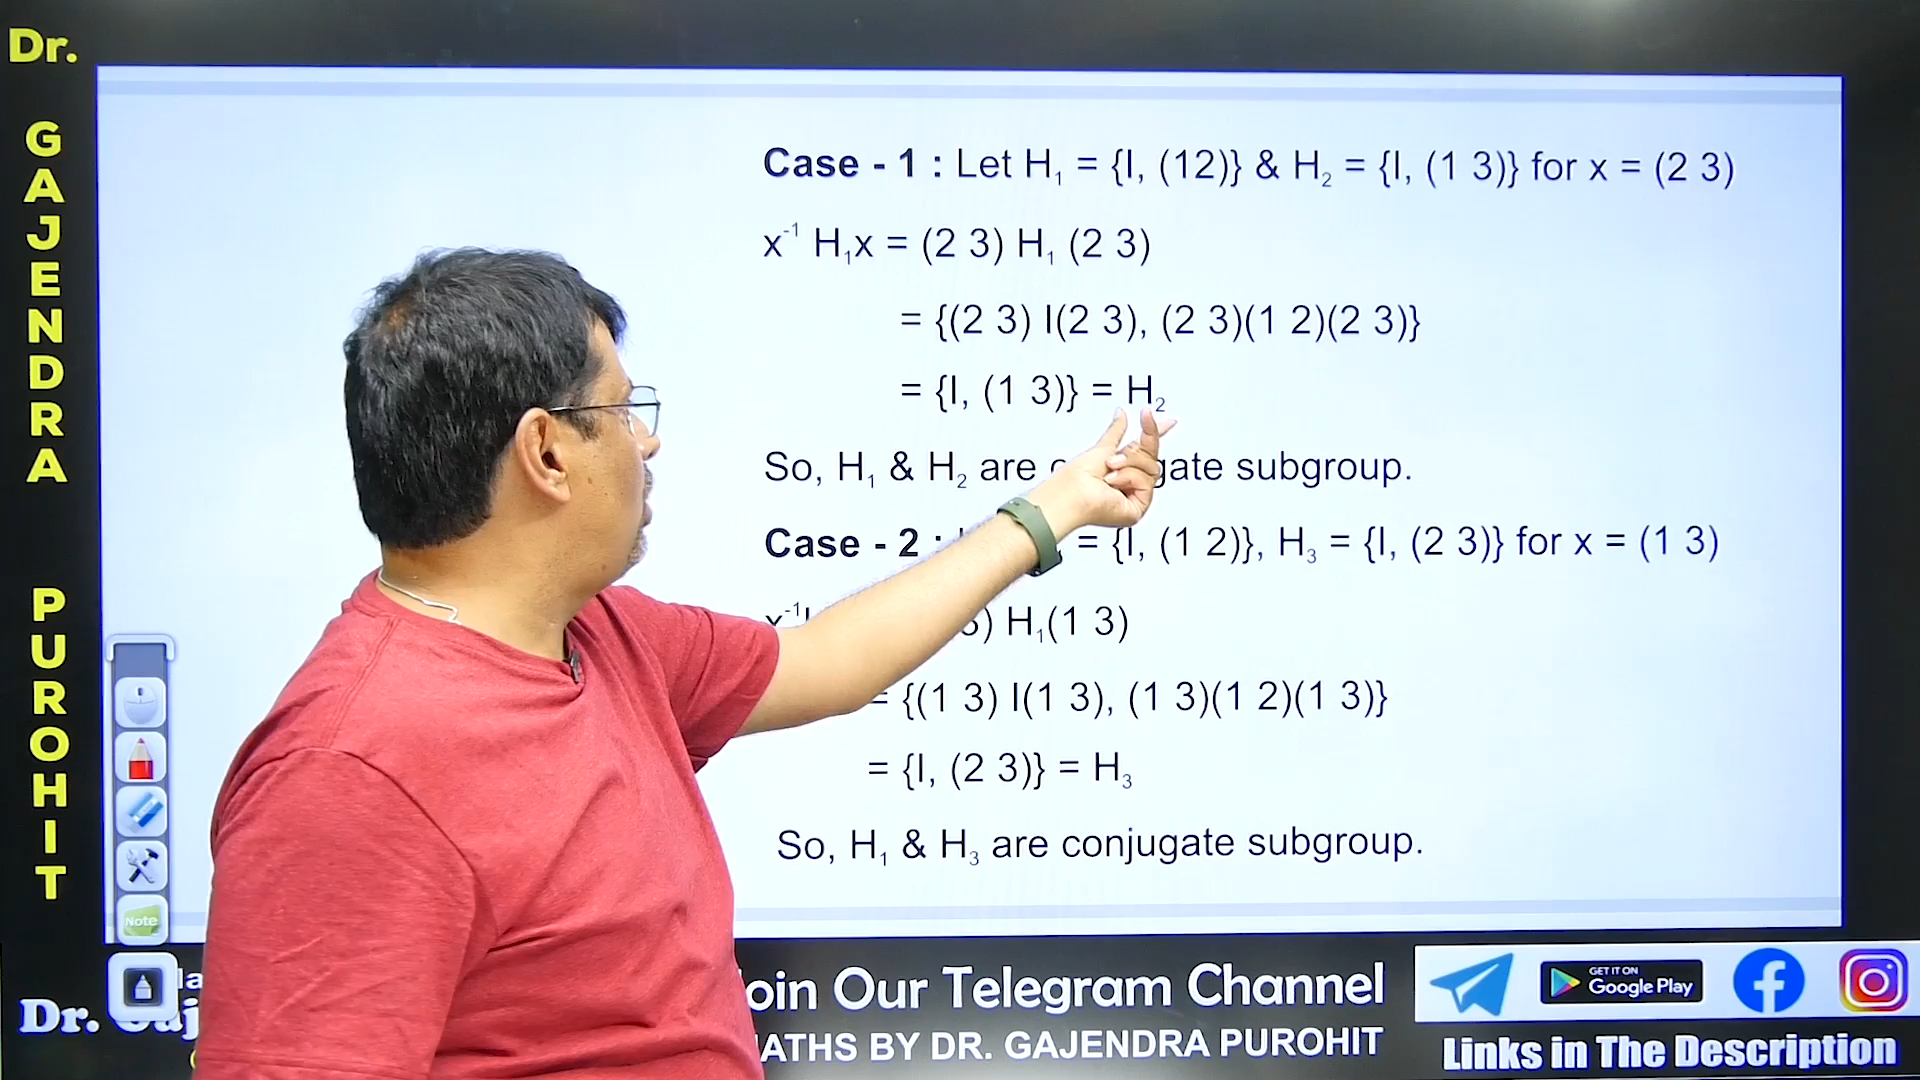 Dr.
GAJENDRA
PUROHIT
Case - 1 : Let H₁ = {I, (12)} & H₂ = {I, (1 3)} for x = (2 3)
x⁻¹ H₁x = (2 3) H₁ (2 3)
= {(2 3) I(2 3), (2 3)(1 2)(2 3)}
= {I, (1 3)} = H₂
So, H₁ & H₂ are gate subgroup.
Case - 2 : = {I, (1 2)}, H₃ = {I, (2 3)} for x = (1 3)
x⁻¹ ) H₁(1 3)
= {(1 3) I(1 3), (1 3)(1 2)(1 3)}
= {I, (2 3)} = H₃
So, H₁ & H₃ are conjugate subgroup.
Note
Dr.
oin Our Telegram Channel
ATHS BY DR. GAJENDRA PUROHIT
GET IT ON
Google Play
Links in The Description